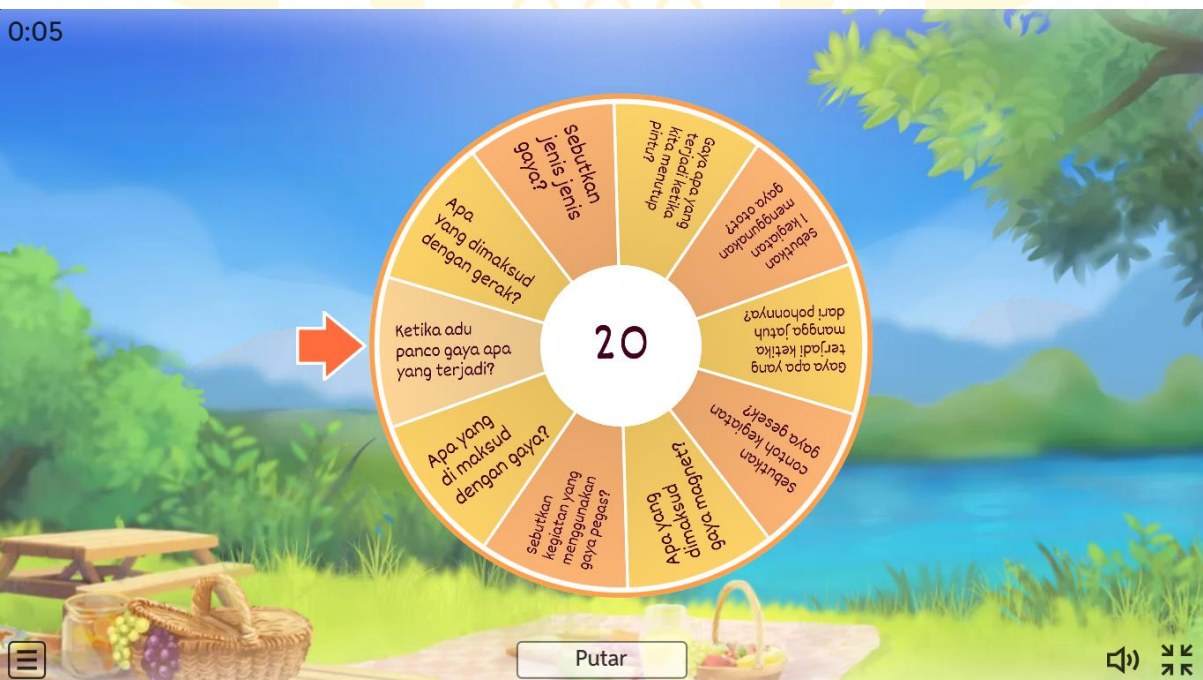 0:05
Sebutkan
jenis jenis
gaya?
Gaya apa yang
terjadi ketika
kita menutup
pintu?
sebutkan
1 kegiatan
menggunakan
gaya otot?
Gaya apa yang
terjadi ketika
mangga jatuh
dari pohonnya?
Sebutkan
contoh kegiatan
gaya gesek?
Apa yang
dimaksud
gaya magnet?
Sebutkan
kegiatan yang
menggunakan
gaya pegas?
Apa yang
di maksud
dengan gaya?
Ketika adu
panco gaya apa
yang terjadi?
Apa
yang dimaksud
dengan gerak?
20
Putar